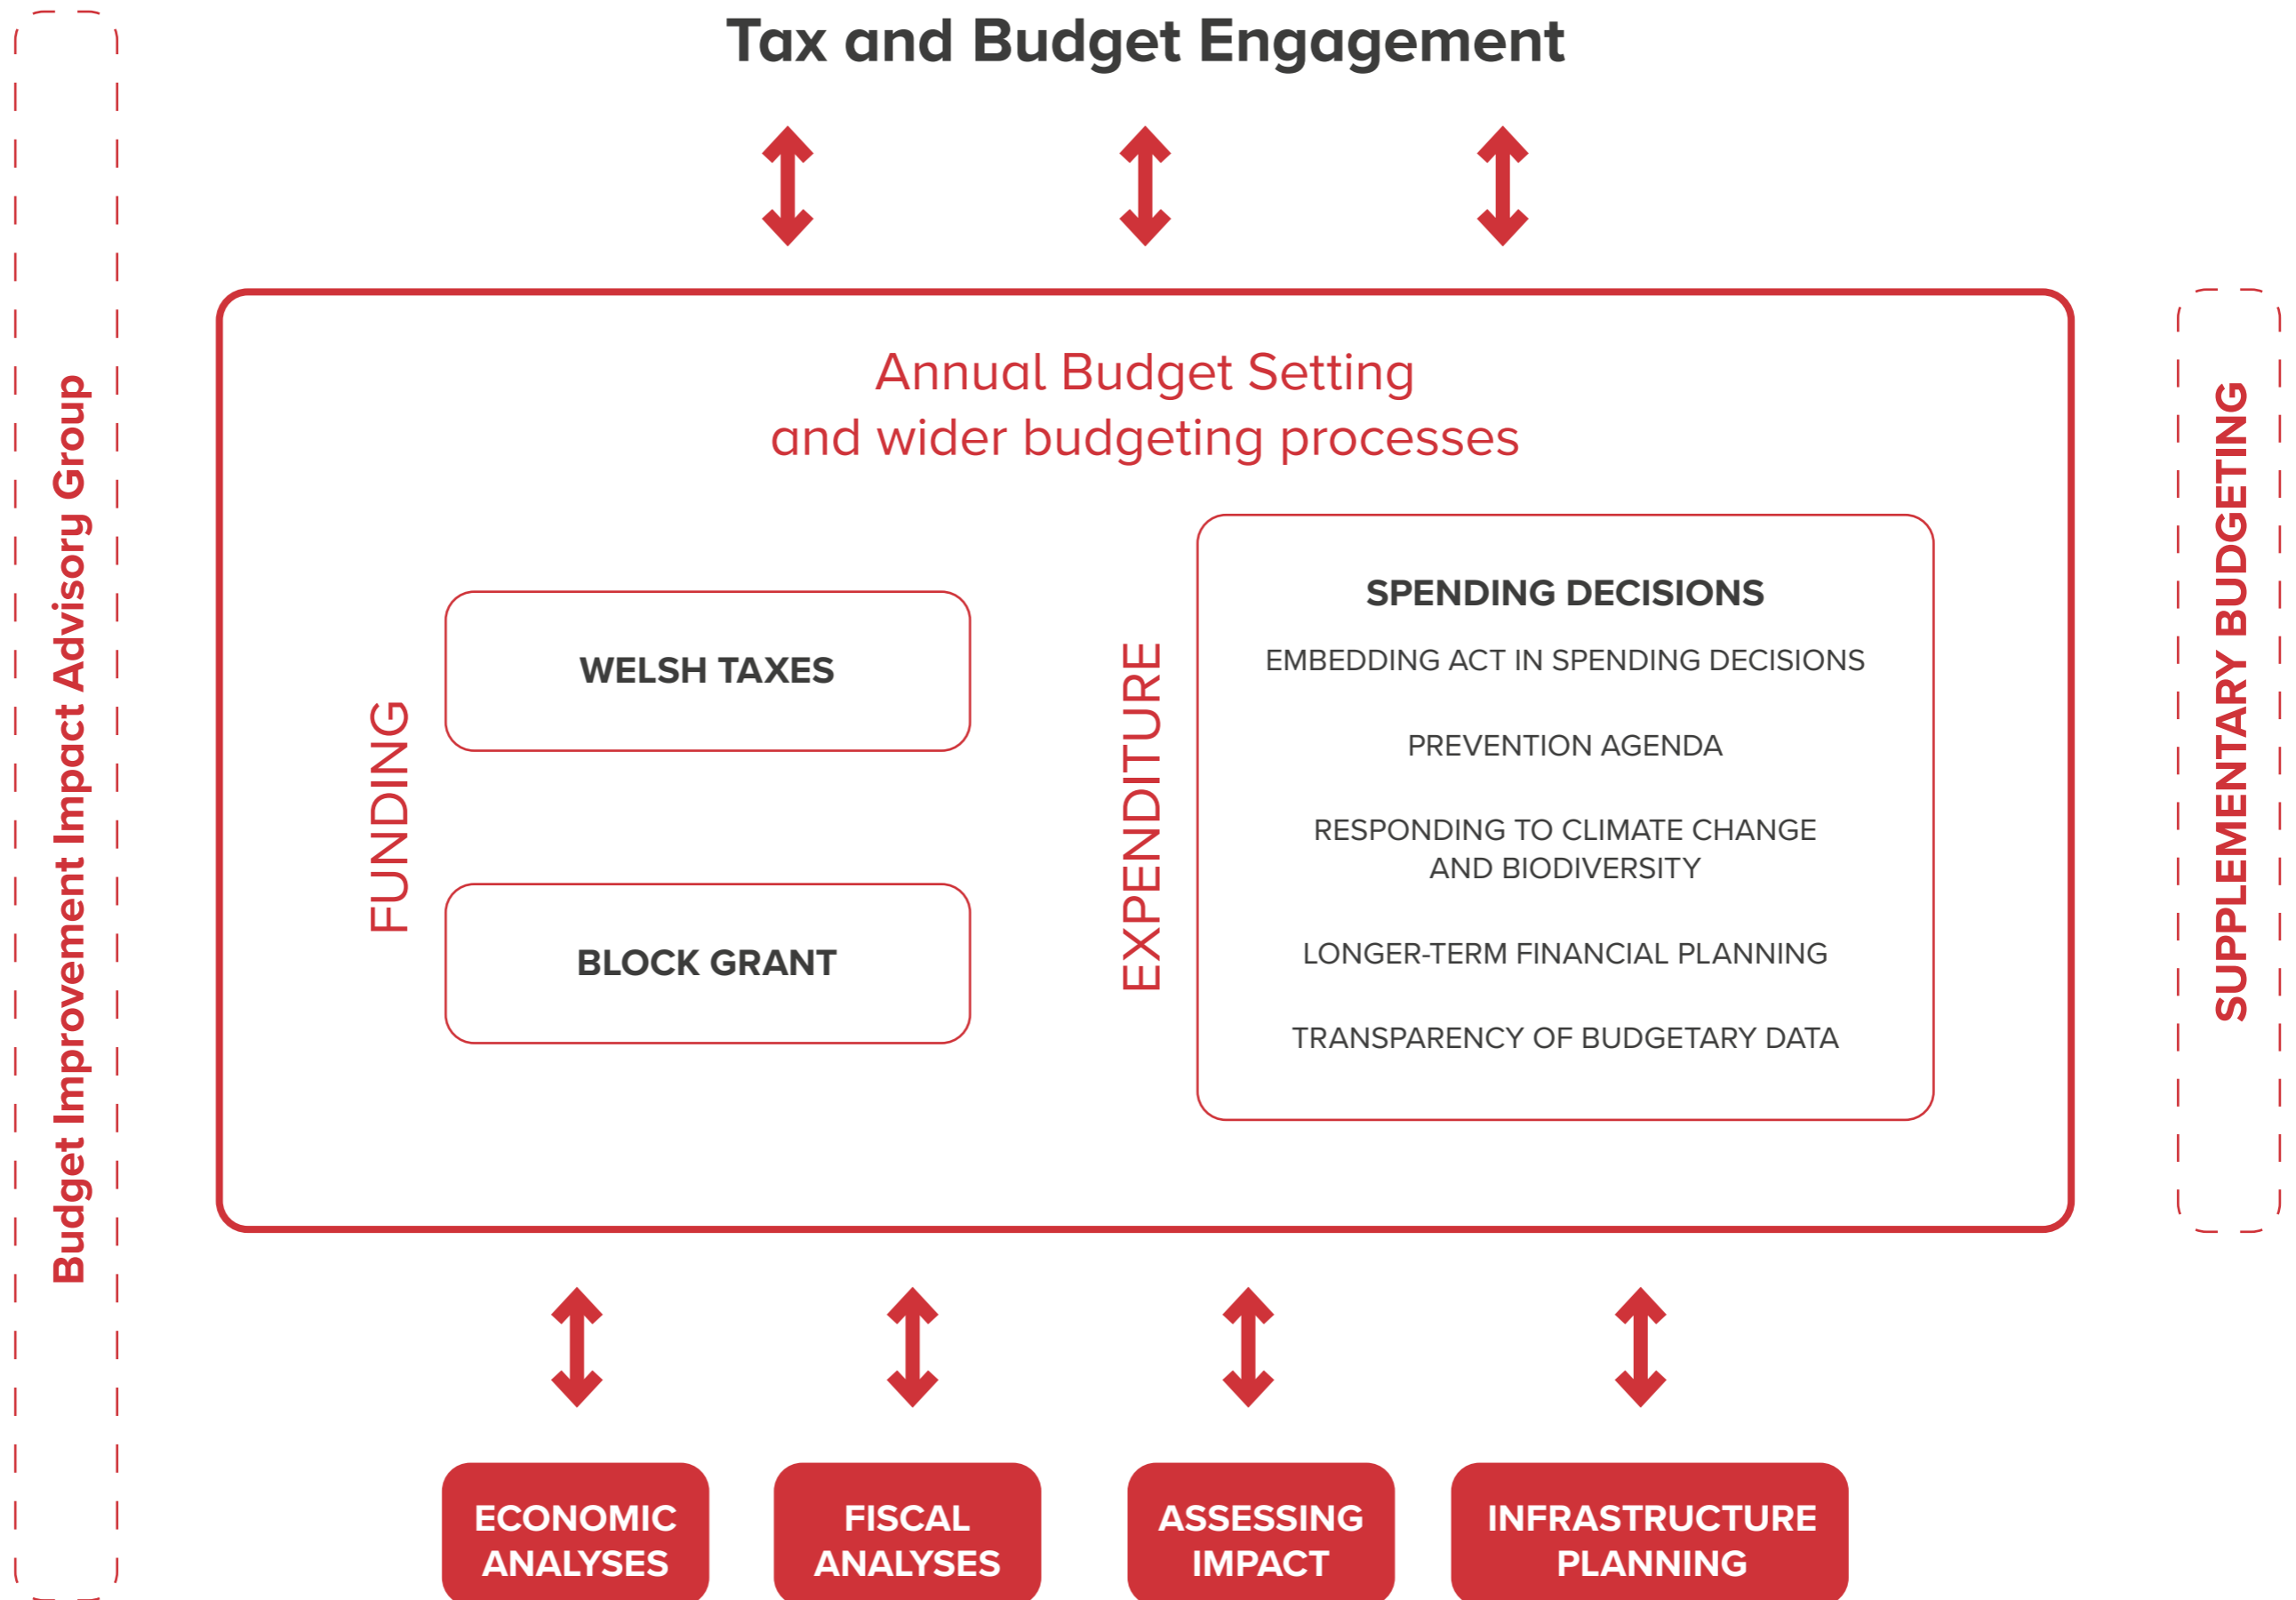 Tax and Budget Engagement
Budget Improvement Impact Advisory Group
Annual Budget Setting
and wider budgeting processes
FUNDING
WELSH TAXES
BLOCK GRANT
EXPENDITURE
SPENDING DECISIONS
EMBEDDING ACT IN SPENDING DECISIONS
PREVENTION AGENDA
RESPONDING TO CLIMATE CHANGE
AND BIODIVERSITY
LONGER-TERM FINANCIAL PLANNING
TRANSPARENCY OF BUDGETARY DATA
SUPPLEMENTARY BUDGETING
ECONOMIC
ANALYSES
FISCAL
ANALYSES
ASSESSING
IMPACT
INFRASTRUCTURE
PLANNING